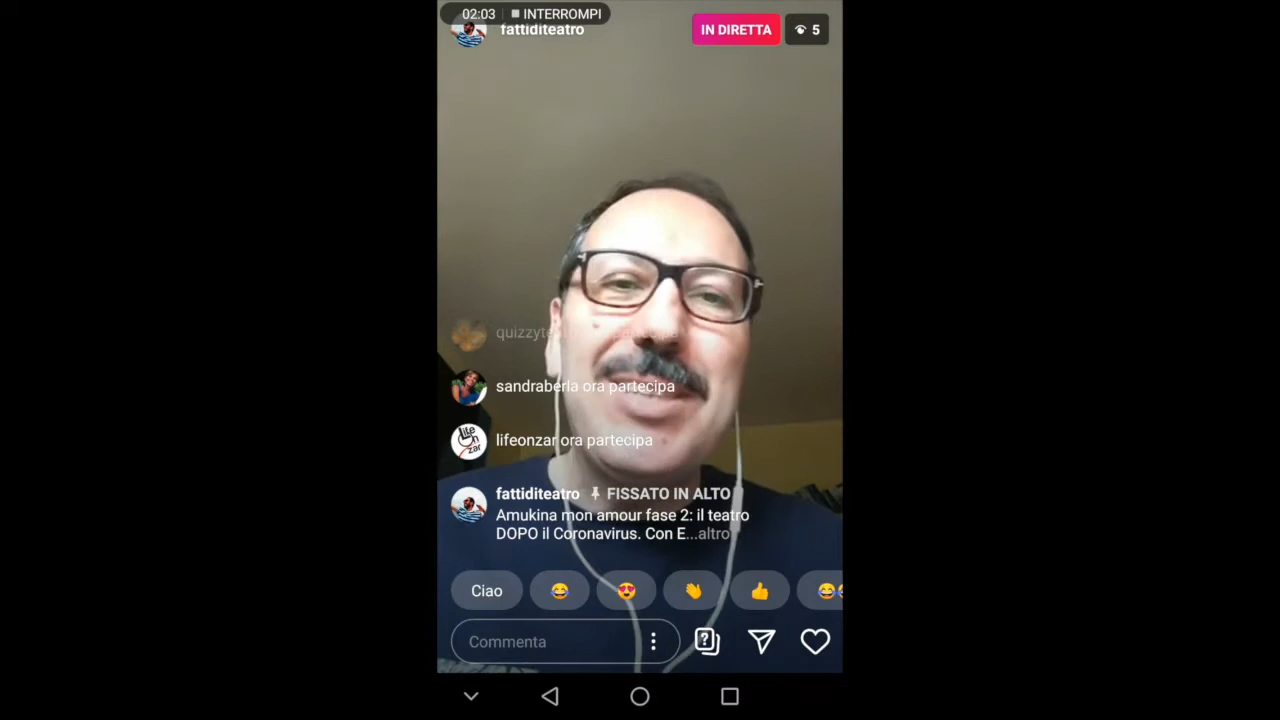 02:03 INTERROMPI
fattiditeatro
IN DIRETTA
5
sandraberla ora partecipa
lifeonzar ora partecipa
fattiditeatro FISSATO IN ALTO
Amukina mon amour fase 2: il teatro
DOPO il Coronavirus. Con E...altro
Ciao
Commenta